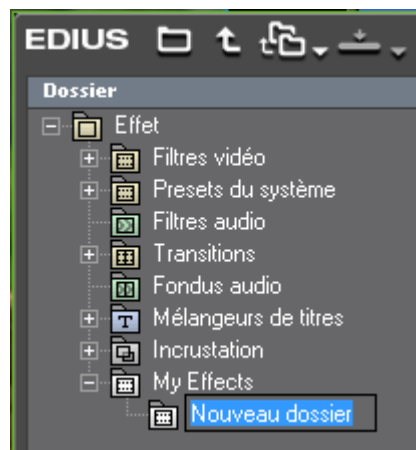 EDIUS
Dossier
Effet
Filtres vidéo
Presets du système
Filtres audio
Transitions
Fondus audio
Mélangeurs de titres
Incrustation
My Effects
Nouveau dossier